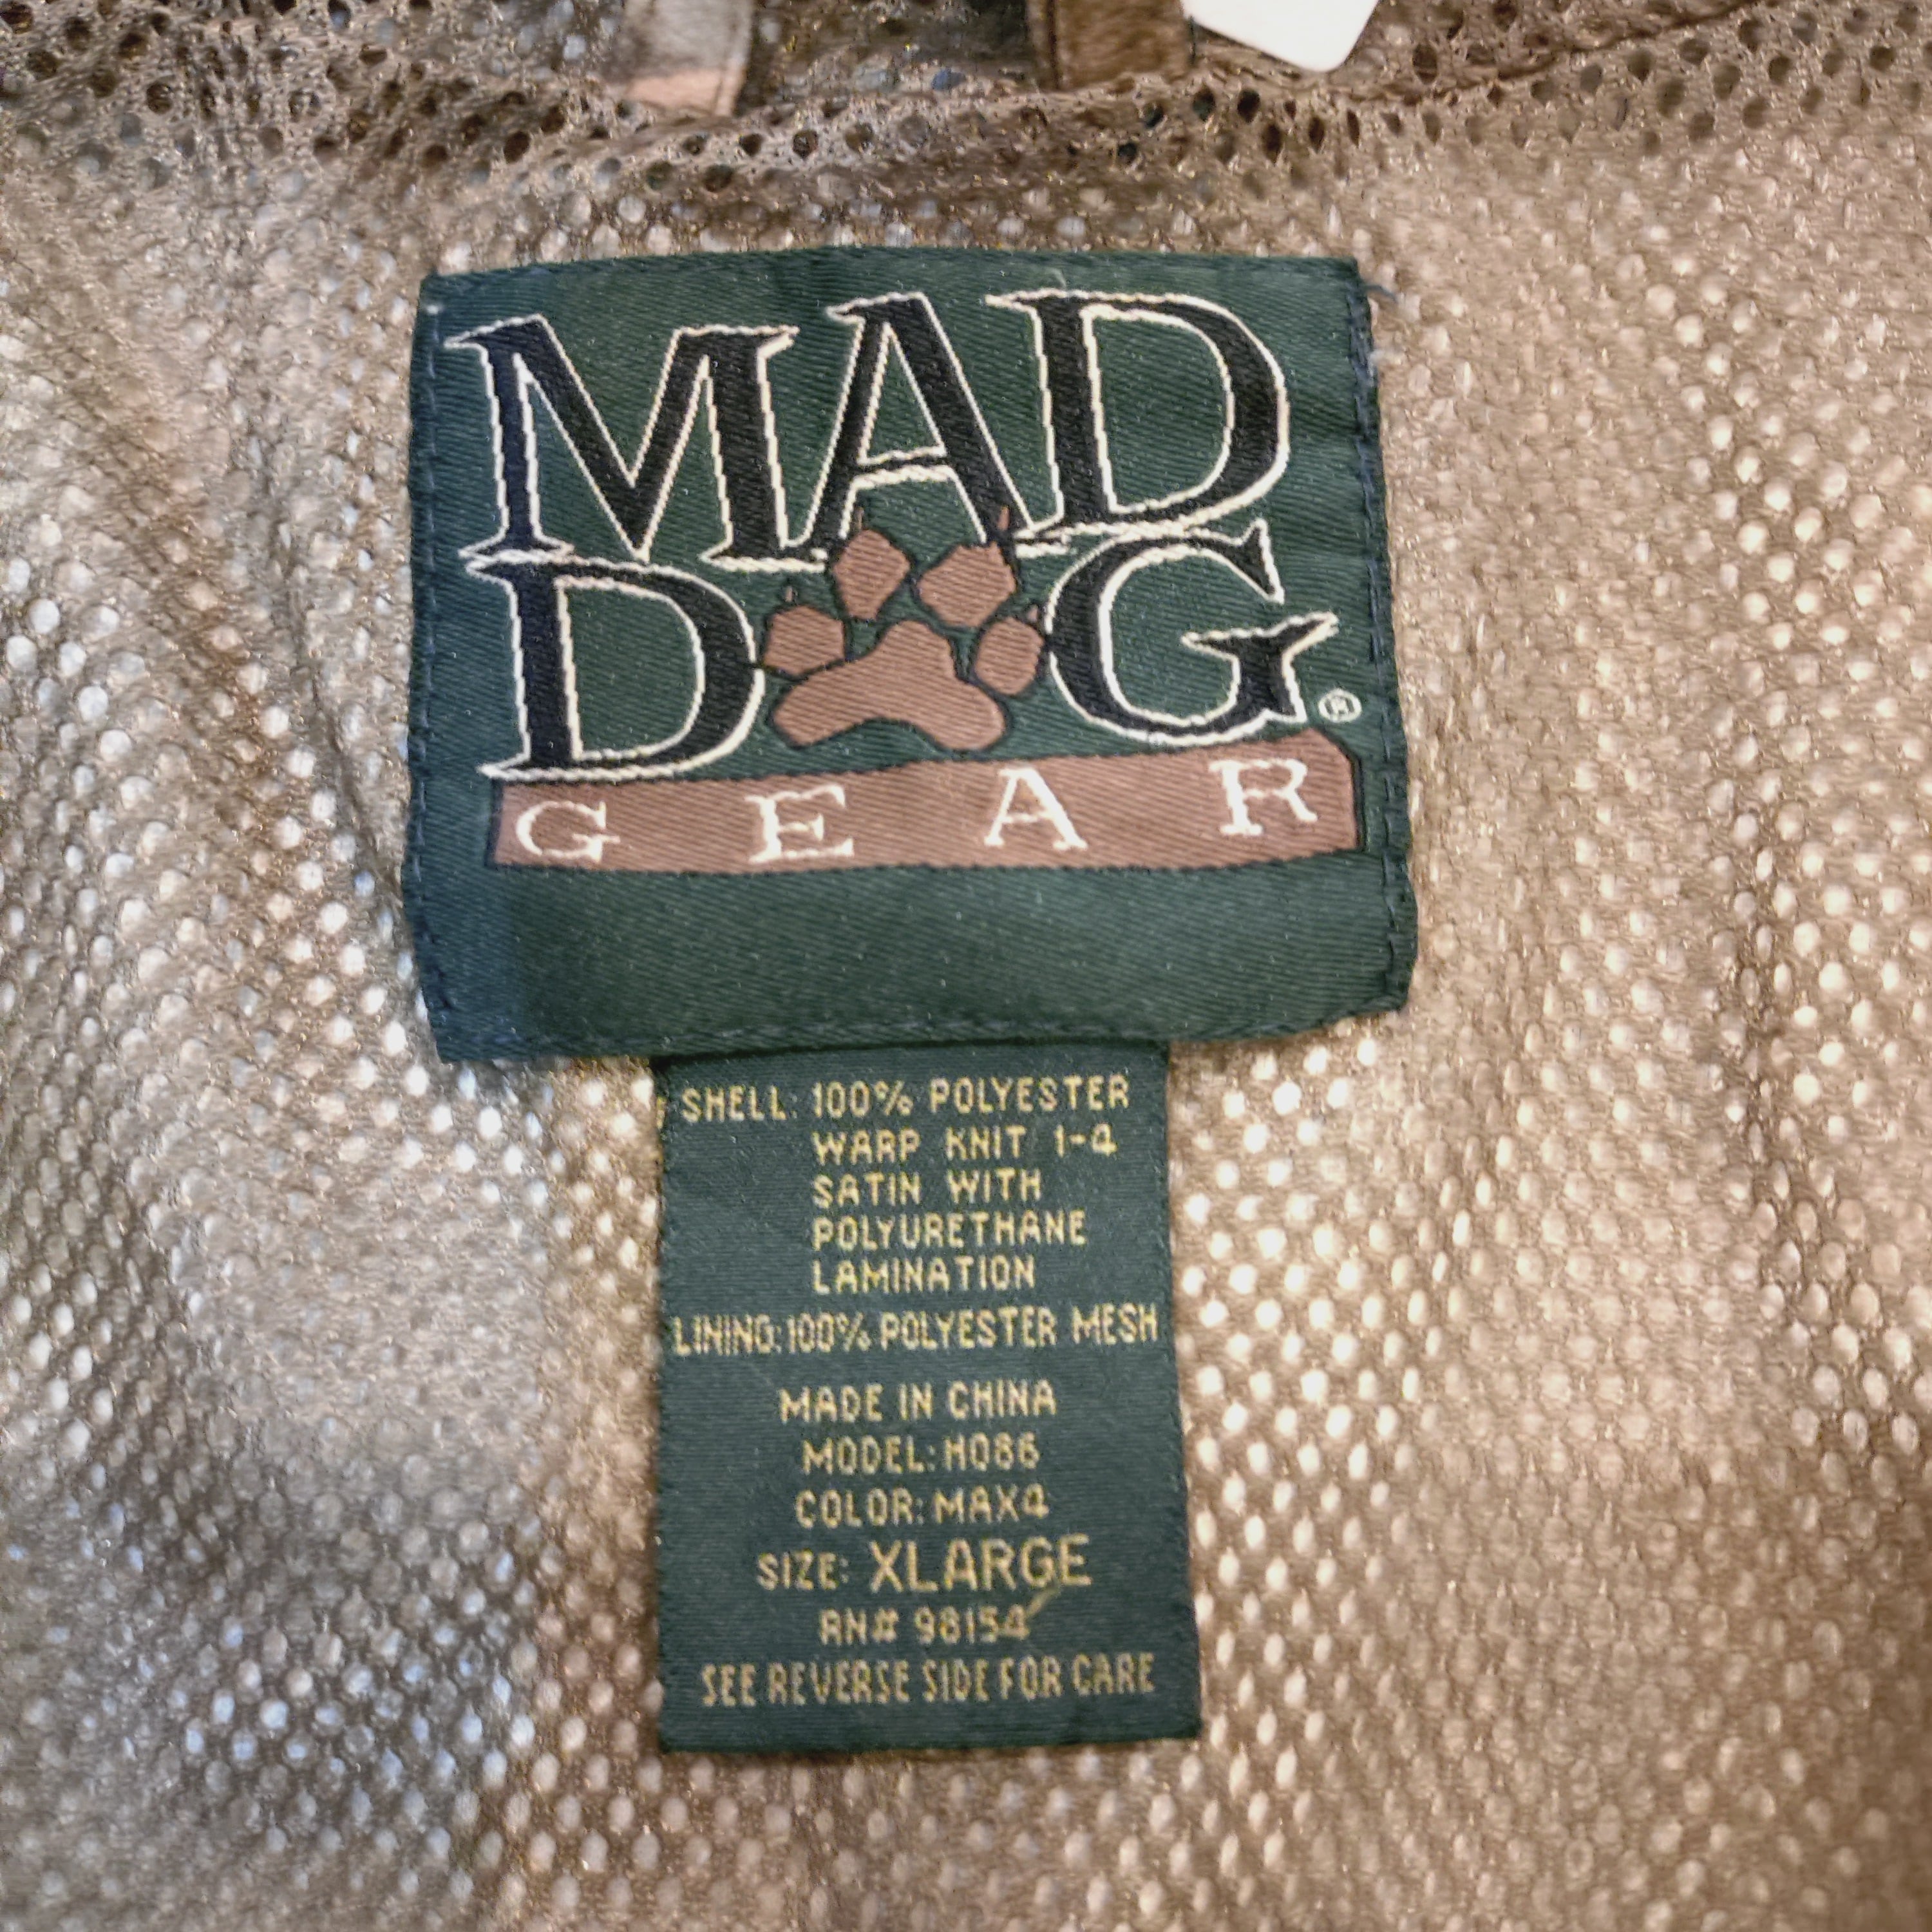 MAD
DOG®
GEAR
SHELL: 100% POLYESTER
WARP KNIT 1-4
SATIN WITH
POLYURETHANE
LAMINATION
LINING: 100% POLYESTER MESH
MADE IN CHINA
MODEL: H086
COLOR: MAX4
SIZE: XLARGE
RN# 98154
SEE REVERSE SIDE FOR CARE